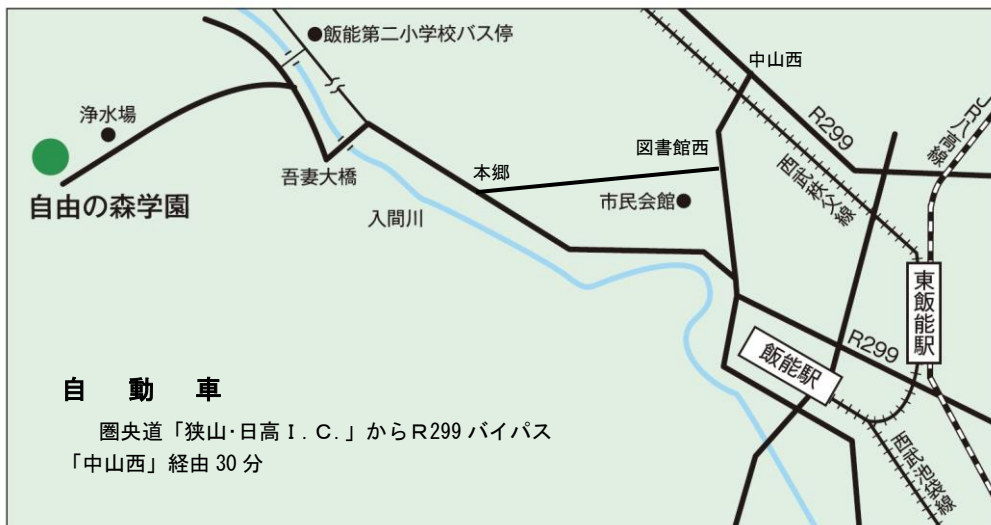 飯能第二小学校バス停
中山西
浄水場
R299
JR八高線
図書館西
西武秩父線
本郷
吾妻大橋
市民会館
自由の森学園
入間川
東飯能駅
R299
飯能駅
自動車
圏央道「狭山・日高I.C.」からR299バイパス
「中山西」経由30分
西武池袋線